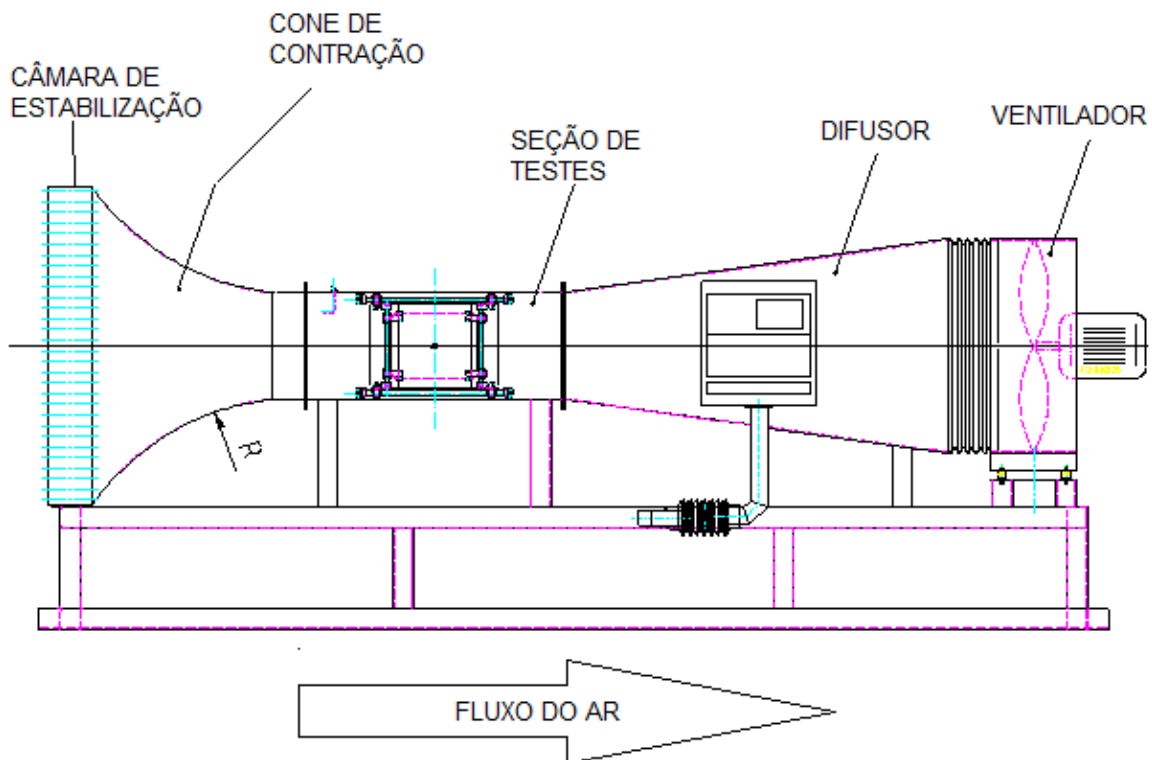 CONE DE
CONTRAÇÃO
CÂMARA DE
ESTABILIZAÇÃO
SEÇÃO DE
TESTES
DIFUSOR
VENTILADOR
R
FLUXO DO AR